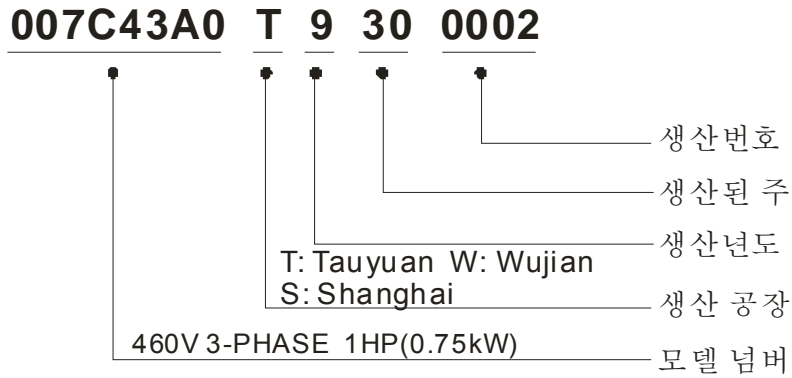 007C43A0 T 9 30 0002
생산번호
생산된 주
생산년도
T: Tauyuan W: Wujian
S: Shanghai
생산 공장
460V 3-PHASE 1HP(0.75kW)
모델 넘버